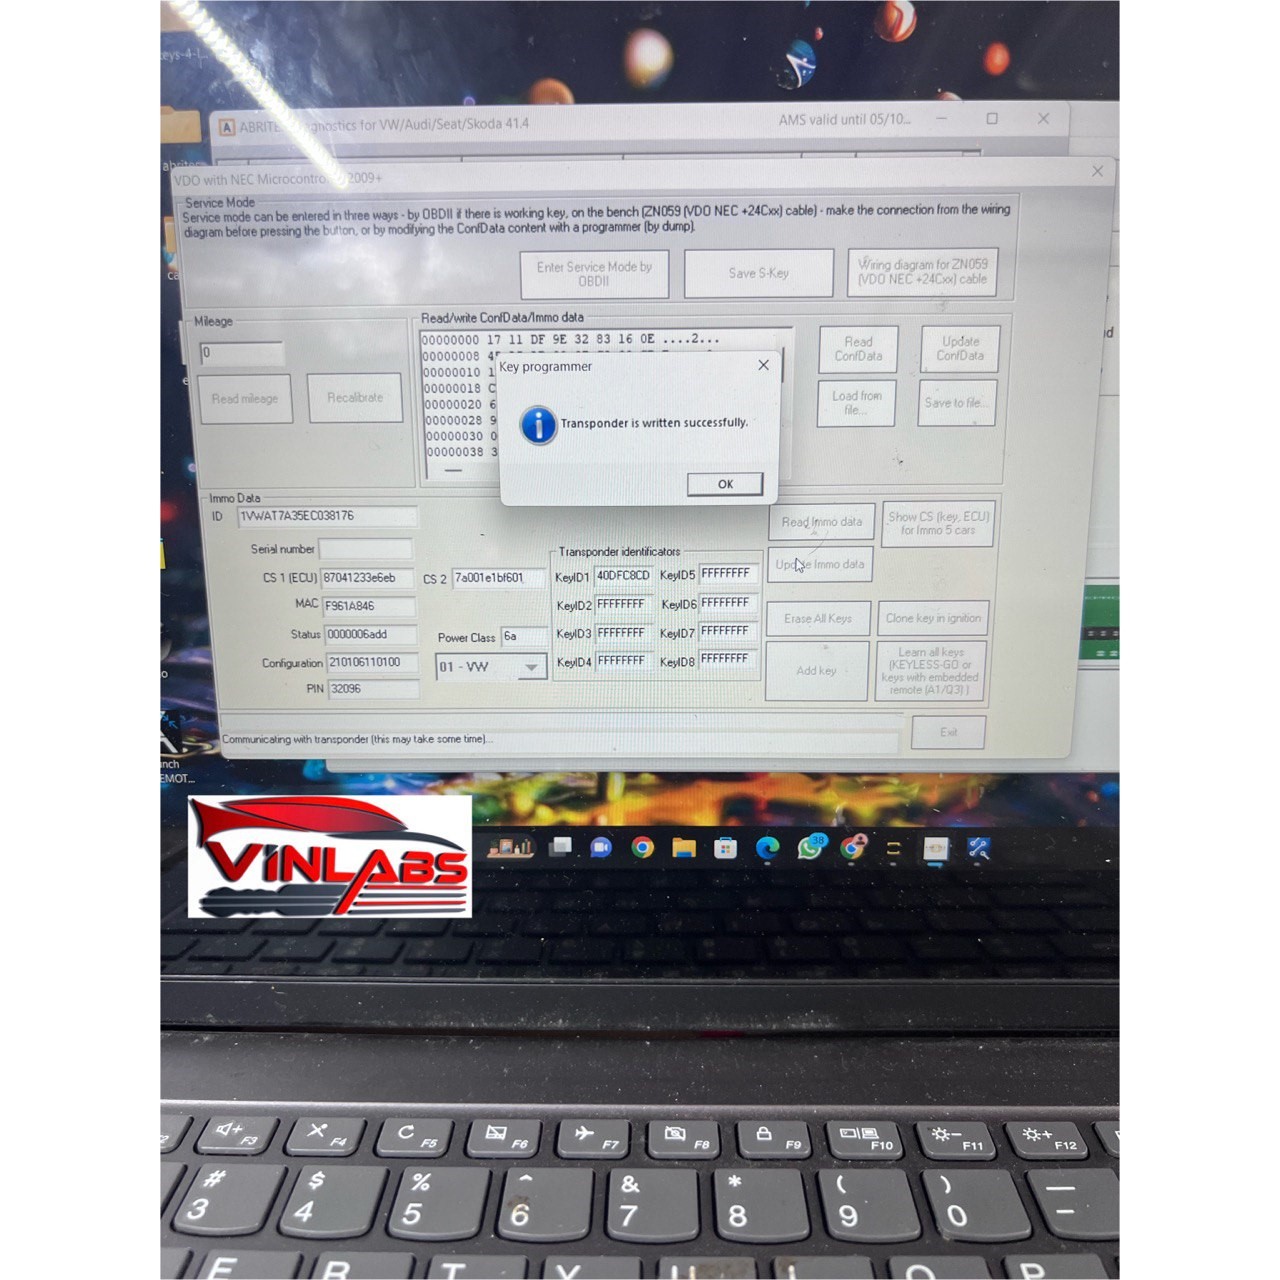 eys-4-L...
ABRITE
gnostics for VW/Audi/Seat/Skoda 41.4
AMS valid until 05/10...
VDO with NEC Microcontro
2009+
Service Mode
Service mode can be entered in three ways - by OBDII if there is working key, on the bench (ZN059 (VDO NEC +24Cxx) cable) - make the connection from the wiring
diagram before pressing the button, or by modifying the ConfData content with a programmer (by dump).
Enter Service Mode by
OBDII
Save S-Key
Wiring diagram for ZN059
(VDO NEC +24Cxx) cable
Mileage
0
Read mileage
Recalibrate
Read/write ConfData/Immo data
00000000 17 11 DF 9E 32 83 16 0E ....2...
00000008
00000010 1
00000018 C
00000020 6
00000028 9
00000030 0
00000038 3
Read
ConfData
Update
ConfData
Load from
file...
Save to file...
Key programmer
Transponder is written successfully.
OK
Immo Data
ID 1VWAT7A35EC038176
Serial number
CS 1 (ECU) 87041233e6eb
CS 2 7a001e1bf601
MAC F961A846
Status 0000006add
Power Class 6a
Configuration 210106110100
01 - VW
PIN 32096
Transponder identificators
KeyID1 40DFC8CD KeyID5 FFFFFFFF
KeyID2 FFFFFFFF KeyID6 FFFFFFFF
KeyID3 FFFFFFFF KeyID7 FFFFFFFF
KeyID4 FFFFFFFF KeyID8 FFFFFFFF
Read Immo data
Show CS (key, ECU)
for Immo 5 cars
Update Immo data
Erase All Keys
Clone key in ignition
Add key
Learn all keys
(KEYLESS-GO or
keys with embedded
remote (A1/Q3) )
Communicating with transponder (this may take some time)...
Exit
EMOT...
VINLABS
38
F3 F4 F5 F6 F7 F8 F9 F10 F11 F12
# $ % ^ & * ( ) —
3 4 5 6 7 8 9 0 -
E R T Y U I O P